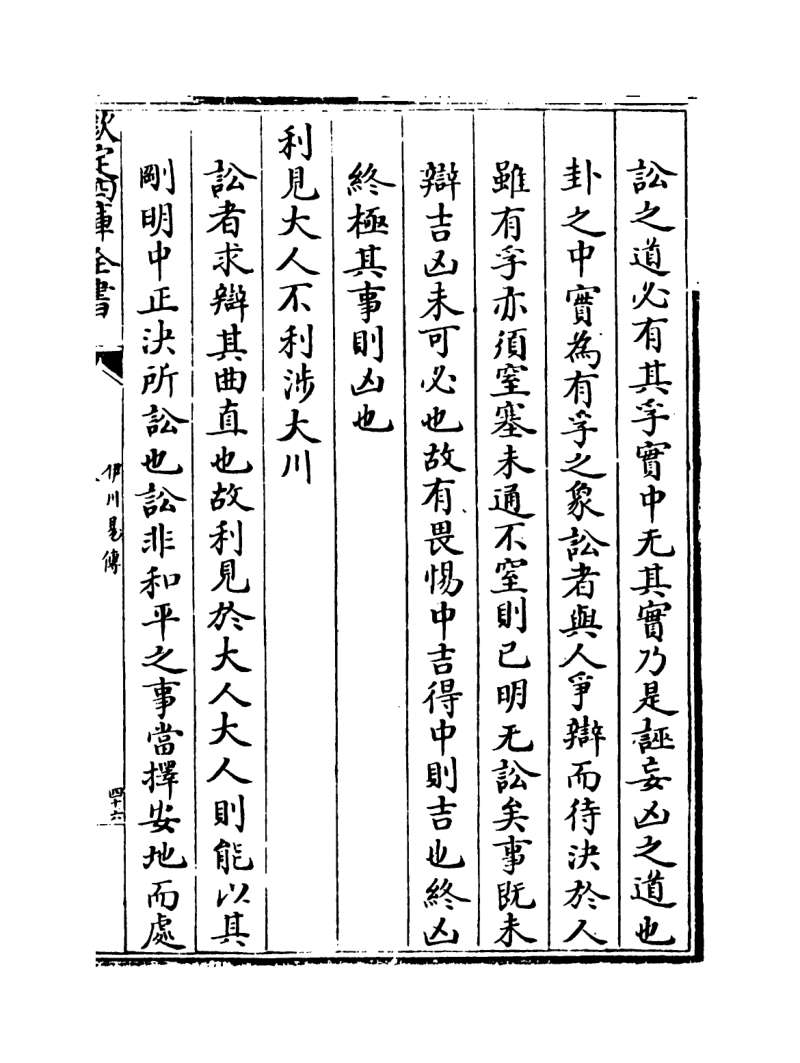 訟之道必有其孚實中无其實乃是誣妄凶之道也
卦之中實為有孚之象訟者與人爭辯而待決於人
雖有孚亦須窒塞未通不窒則已明无訟矣事既未
辯吉凶未可必也故有畏惕中吉得中則吉也終凶
終極其事則凶也
利見大人不利涉大川
訟者求辯其曲直也故利見於大人大人則能以其
剛明中正決所訟也訟非和平之事當擇安地而處
欽定四庫全書
伊川易傳
四十六